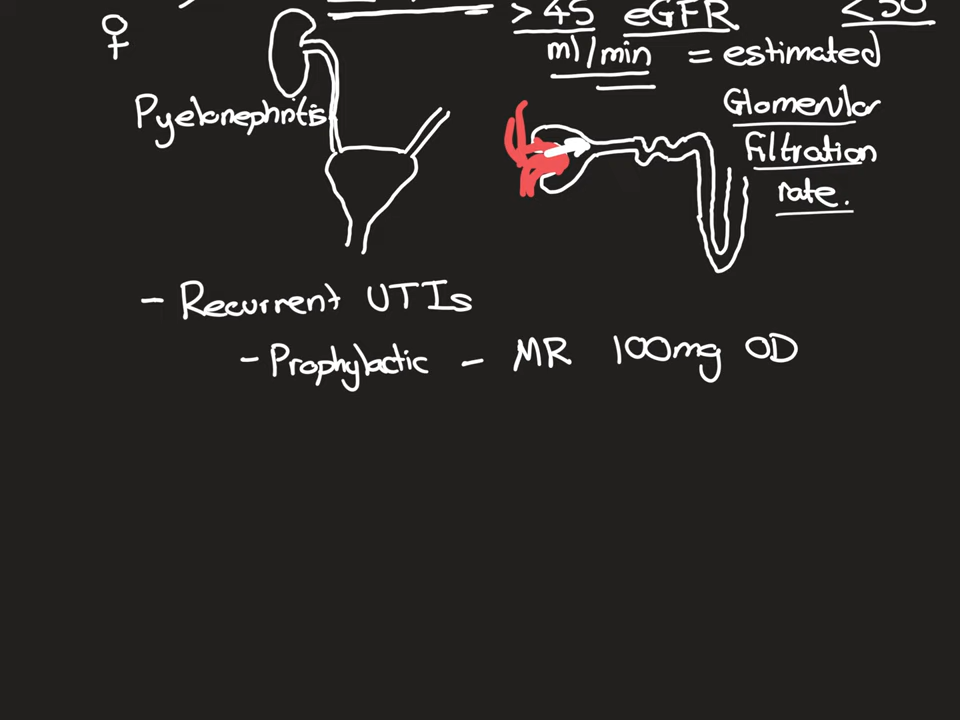 > 45 eGFR
ml/min = estimated
Glomerular
Filtration
rate.
Pyelonephritis
- Recurrent UTIs
- Prophylactic - MR 100mg OD